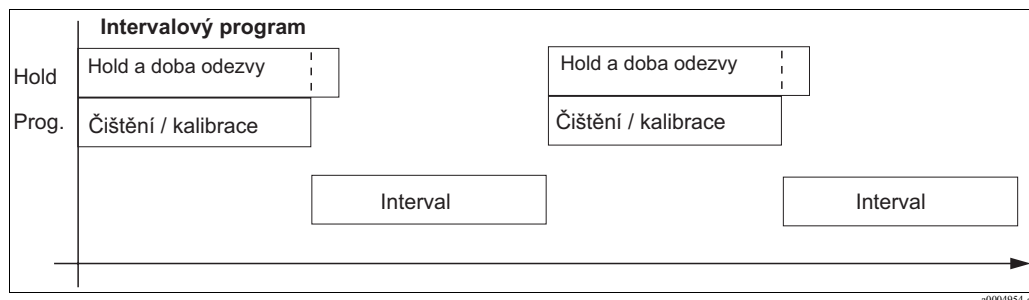 Intervalový program
Hold
Hold a doba odezvy
Hold a doba odezvy
Prog.
Čištění / kalibrace
Čištění / kalibrace
Interval
Interval